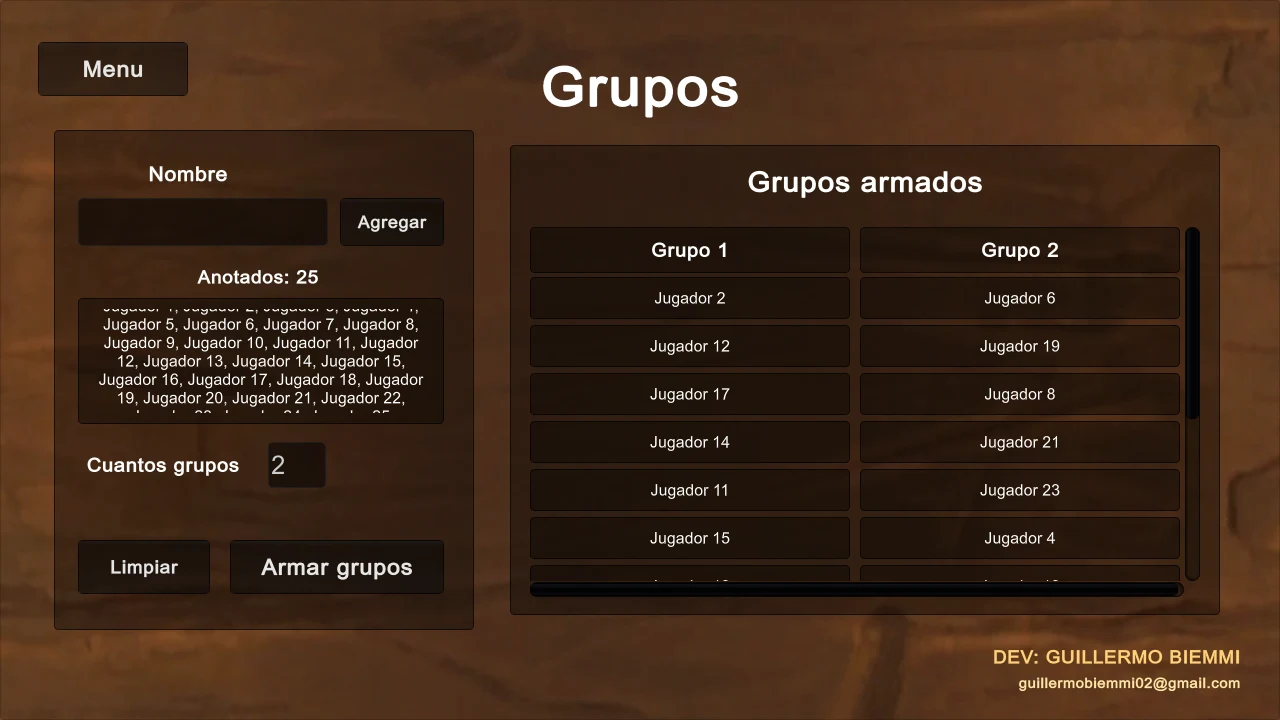 Menu
Grupos
Nombre
Agregar
Anotados: 25
Jugador 5, Jugador 6, Jugador 7, Jugador 8,
Jugador 9, Jugador 10, Jugador 11, Jugador
12, Jugador 13, Jugador 14, Jugador 15,
Jugador 16, Jugador 17, Jugador 18, Jugador
19, Jugador 20, Jugador 21, Jugador 22,
Cuantos grupos
2
Limpiar
Armar grupos
Grupos armados
Grupo 1
Grupo 2
Jugador 2
Jugador 6
Jugador 12
Jugador 19
Jugador 17
Jugador 8
Jugador 14
Jugador 21
Jugador 11
Jugador 23
Jugador 15
Jugador 4
DEV: GUILLERMO BIEMMI
guillermobiemmi02@gmail.com